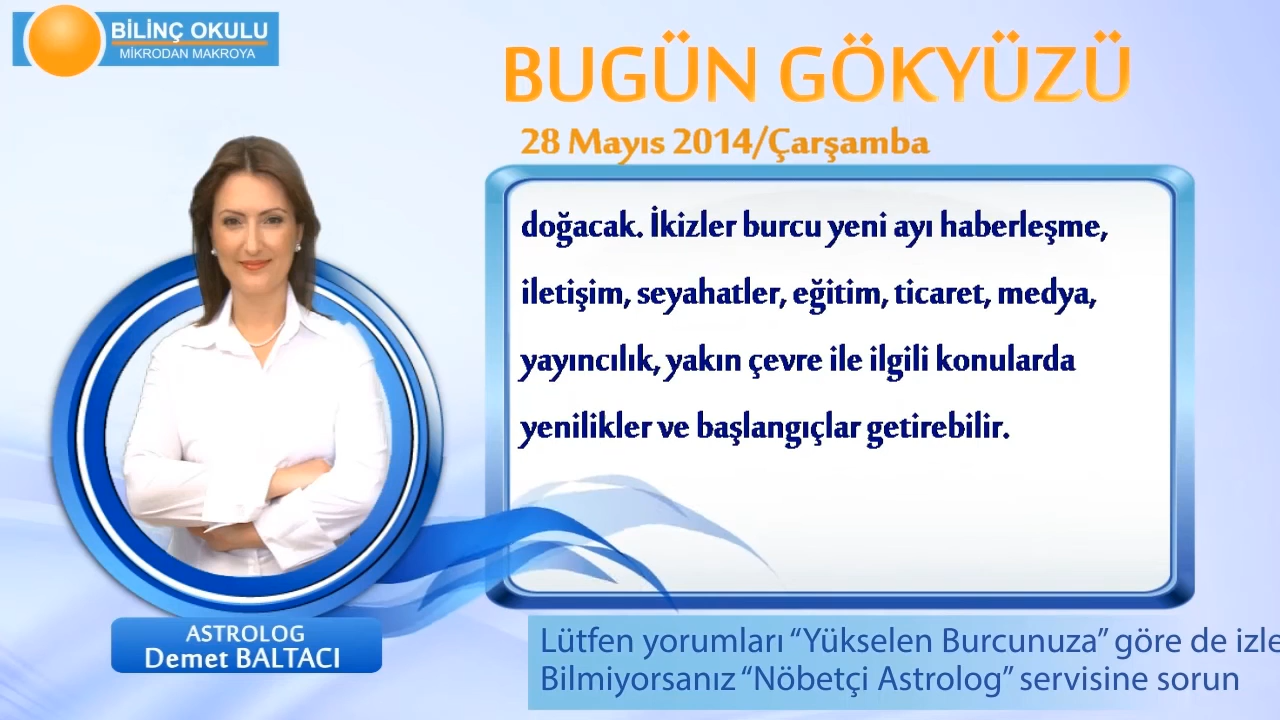 BİLİNÇ OKULU
MİKRODAN MAKROYA
BUGÜN GÖKYÜZÜ
28 Mayıs 2014/Çarşamba
doğacak. İkizler burcu yeni ayı haberleşme,
iletişim, seyahatler, eğitim, ticaret, medya,
yayıncılık, yakın çevre ile ilgili konularda
yenilikler ve başlangıçlar getirebilir.
ASTROLOG
Demet BALTACI
Lütfen yorumları “Yükselen Burcunuza” göre de izle
Bilmiyorsanız “Nöbetçi Astrolog” servisine sorun